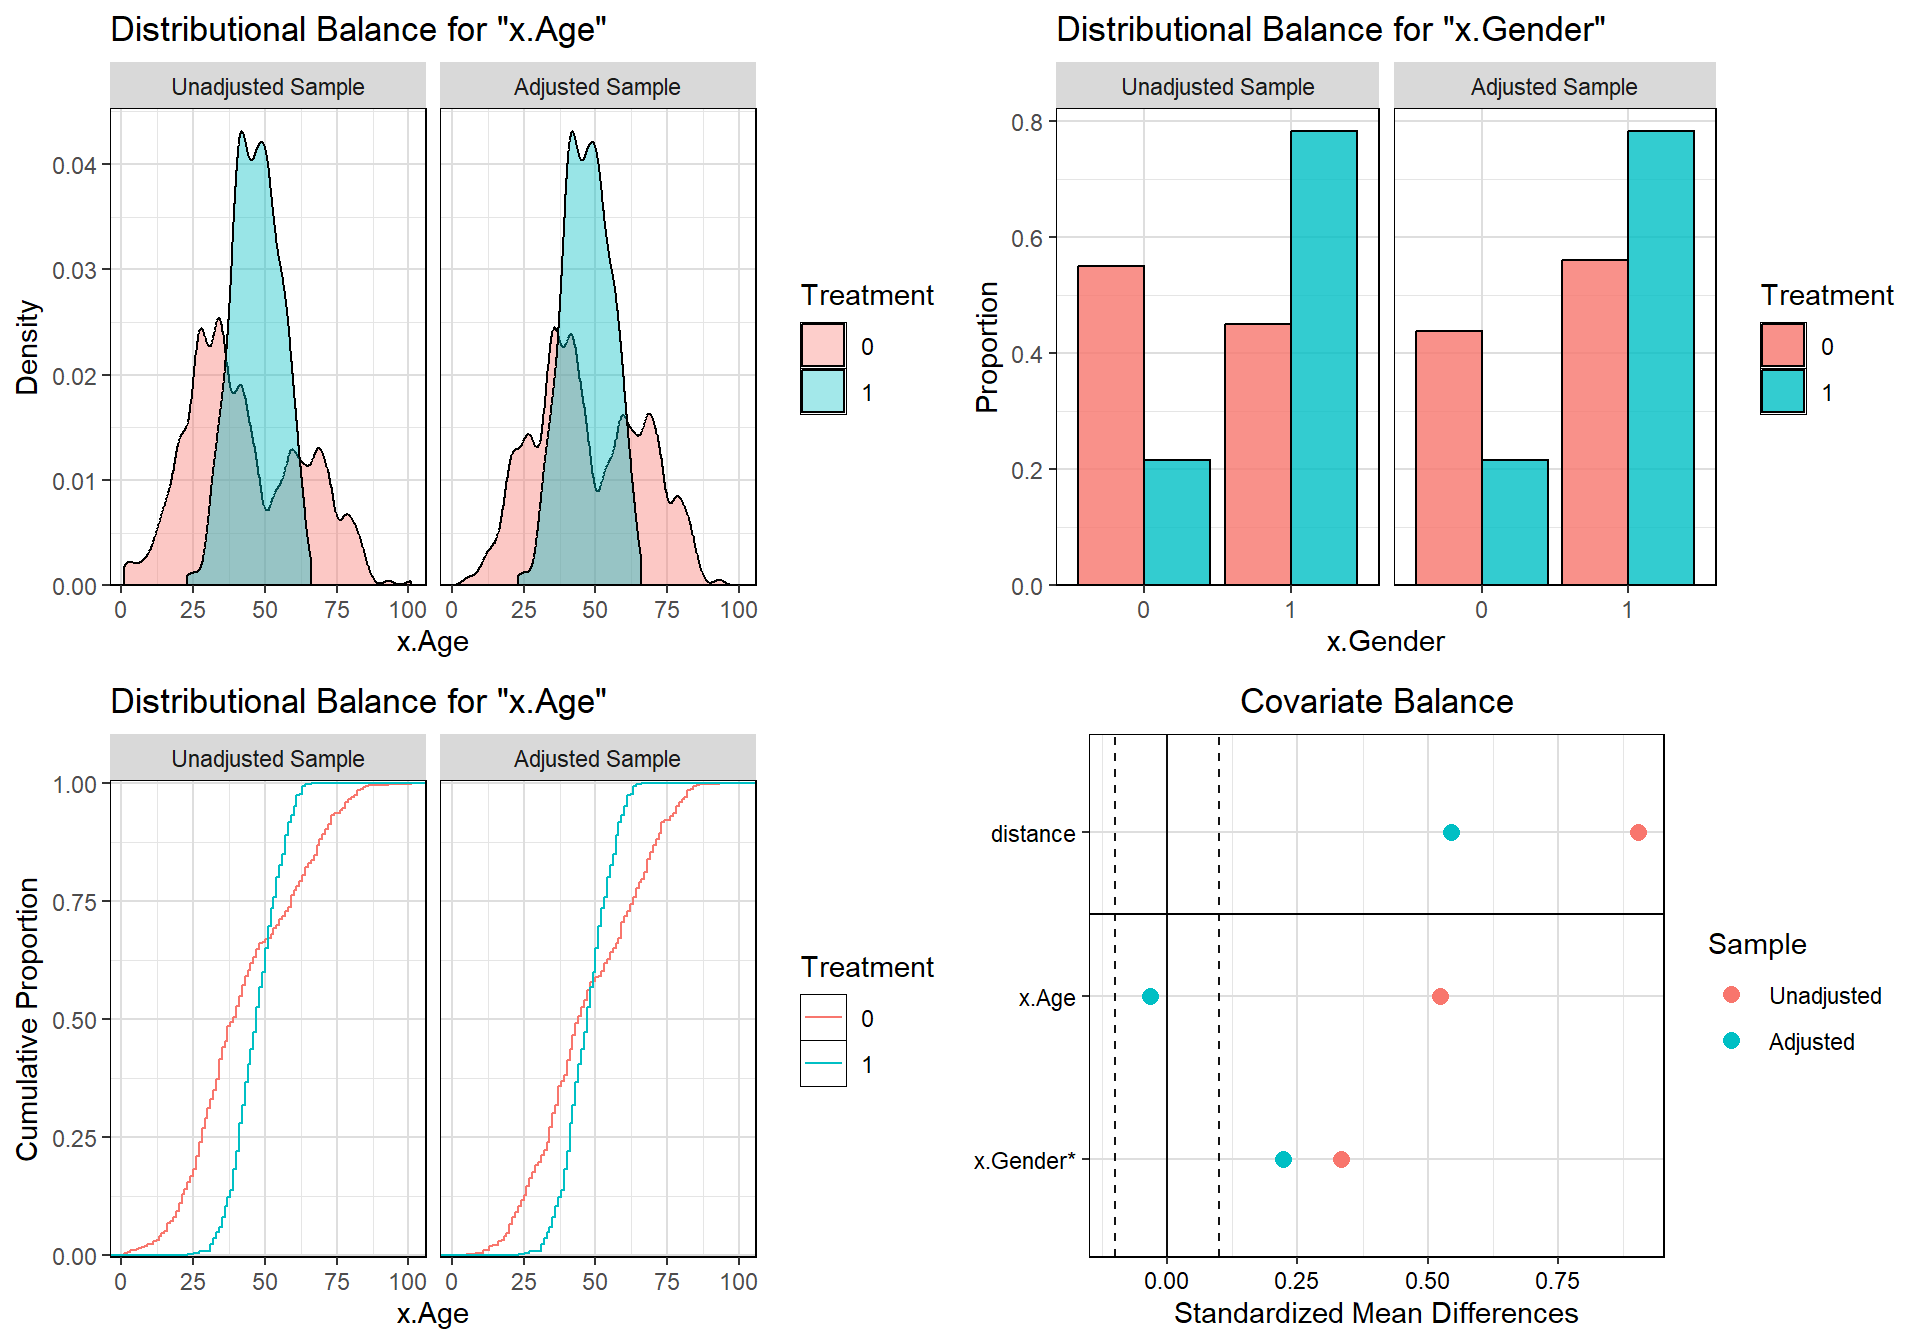 Distributional Balance for "x.Age"
Unadjusted Sample Adjusted Sample
0.04
0.03
0.02
0.01
0.00
Density
0 25 50 75 100 0 25 50 75 100
x.Age
Treatment
0
1
Distributional Balance for "x.Gender"
Unadjusted Sample Adjusted Sample
0.8
0.6
0.4
0.2
0.0
Proportion
0 1 0 1
x.Gender
Treatment
0
1
Distributional Balance for "x.Age"
Unadjusted Sample Adjusted Sample
1.00
0.75
0.50
0.25
0.00
Cumulative Proportion
0 25 50 75 100 0 25 50 75 100
x.Age
Treatment
0
1
Covariate Balance
distance
x.Age
x.Gender*
0.00 0.25 0.50 0.75
Standardized Mean Differences
Sample
Unadjusted
Adjusted